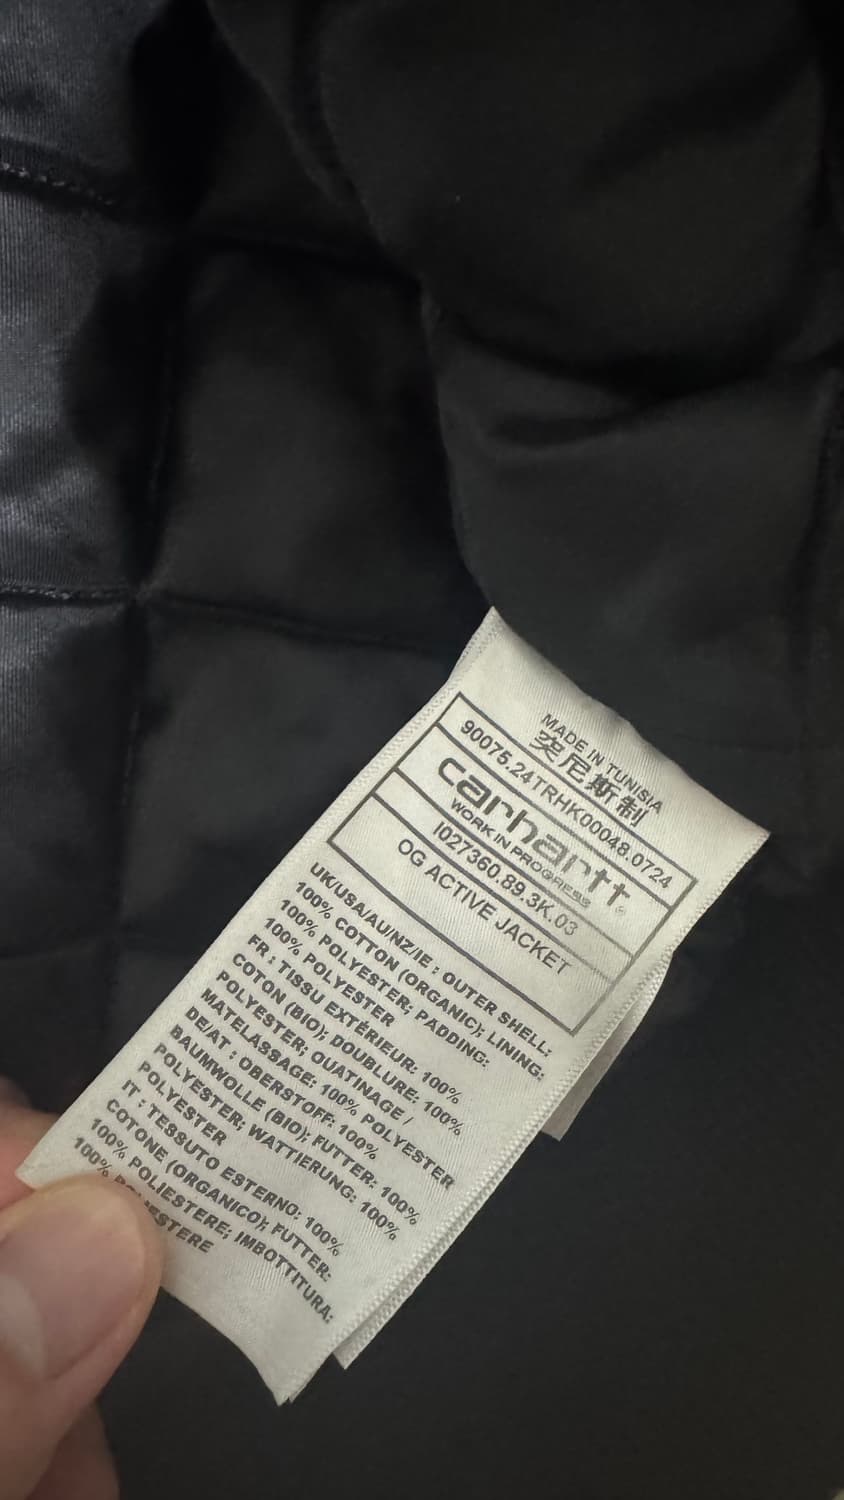 MADE IN TUNISIA
突尼斯制
90075.24TRHK00048.0724
carhartt
WORK IN PROGRESS
I027360.89.3K.03
OG ACTIVE JACKET
UK/USA/AU/NZ/IE : OUTER SHELL:
100% COTTON (ORGANIC); LINING:
100% POLYESTER; PADDING:
100% POLYESTER
FR : TISSU EXTÉRIEUR: 100%
COTON (BIO); DOUBLURE: 100%
POLYESTER; OUATINAGE /
MATELASSAGE: 100% POLYESTER
DE/AT : OBERSTOFF: 100%
BAUMWOLLE (BIO); FUTTER: 100%
POLYESTER; WATTIERUNG: 100%
POLYESTER
IT : TESSUTO ESTERNO: 100%
COTONE (ORGANICO); FUTTER:
100% POLIESTERE; IMBOTTITURA:
100%